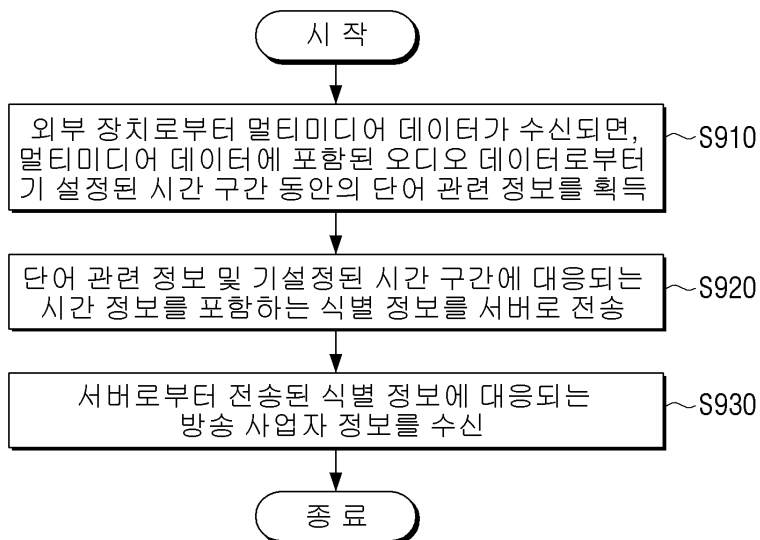 시 작
외부 장치로부터 멀티미디어 데이터가 수신되면,
멀티미디어 데이터에 포함된 오디오 데이터로부터
기 설정된 시간 구간 동안의 단어 관련 정보를 획득
S910
단어 관련 정보 및 기설정된 시간 구간에 대응되는
시간 정보를 포함하는 식별 정보를 서버로 전송
S920
서버로부터 전송된 식별 정보에 대응되는
방송 사업자 정보를 수신
S930
종 료